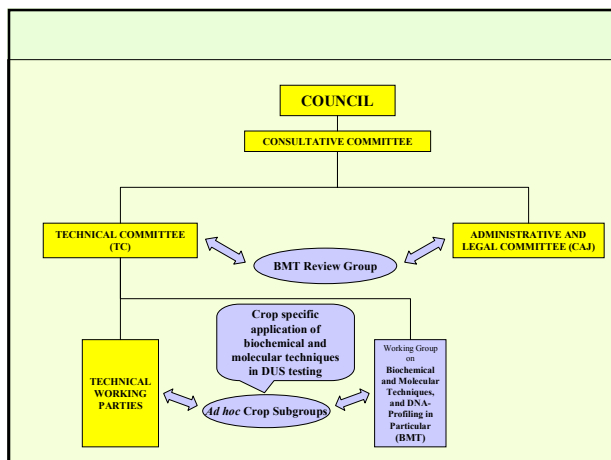 COUNCIL
CONSULTATIVE COMMITTEE
TECHNICAL COMMITTEE
(TC)
ADMINISTRATIVE AND
LEGAL COMMITTEE (CAJ)
BMT Review Group
Crop specific
application of
biochemical and
molecular techniques
in DUS testing
TECHNICAL
WORKING
PARTIES
Ad hoc Crop Subgroups
Working Group
on
Biochemical
and Molecular
Techniques,
and DNA-
Profiling in
Particular
(BMT)